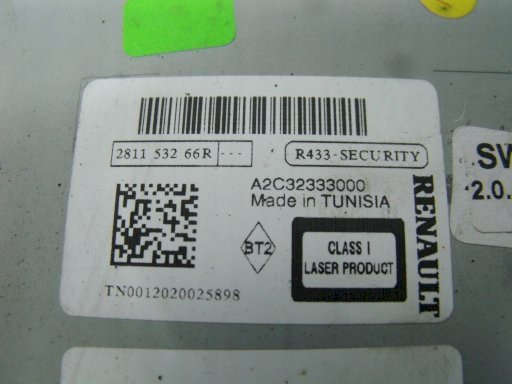 2811 532 66R ---
R433-SECURITY
A2C32333000
Made in TUNISIA
BT2
CLASS I
LASER PRODUCT
TN0012020025898
RENAULT
SW
2.0.